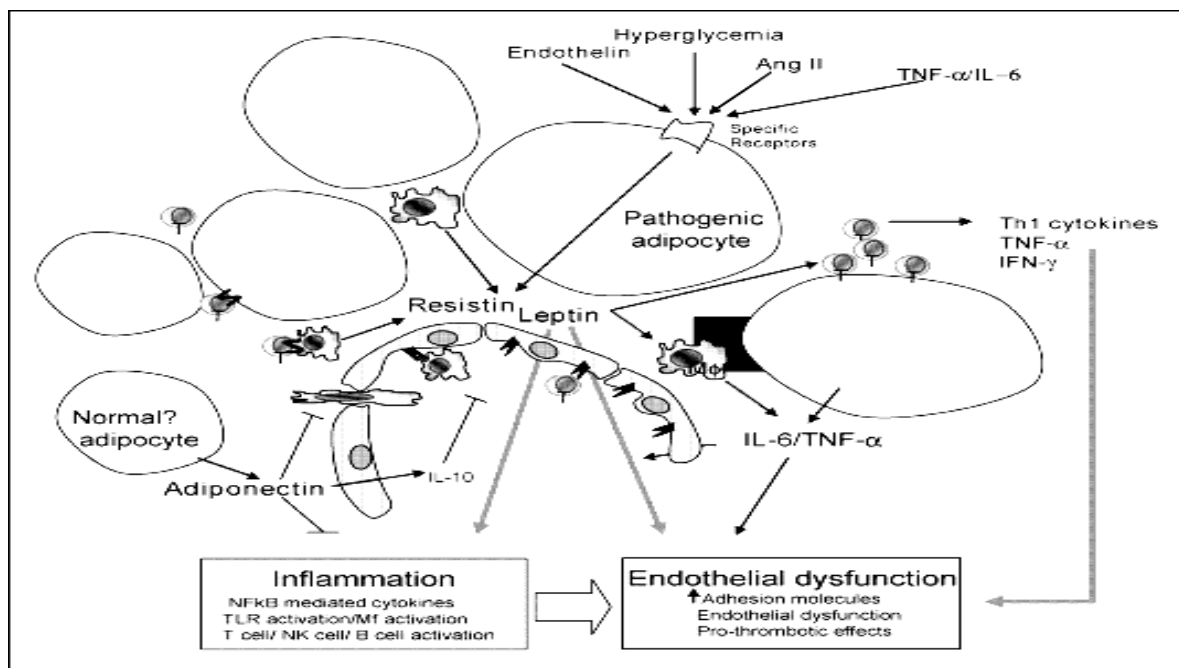 Hyperglycemia
Endothelin
Ang II
TNF-α/IL-6
Specific
Receptors
Pathogenic
adipocyte
Th1 cytokines
TNF-α
IFN-γ
Resistin
Leptin
Normal?
adipocyte
IL-6/TNF-α
IL-10
Adiponectin
Inflammation
NFkB mediated cytokines
TLR activation/Mf activation
T cell/ NK cell/ B cell activation
Endothelial dysfunction
Adhesion molecules
Endothelial dysfunction
Pro-thrombotic effects